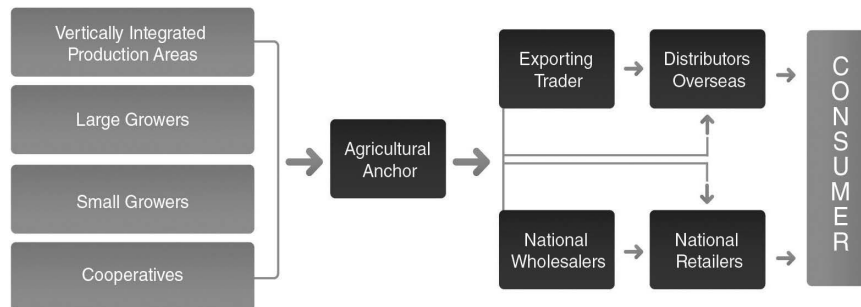 Vertically Integrated
Production Areas
Large Growers
Small Growers
Cooperatives
Agricultural
Anchor
Exporting
Trader
Distributors
Overseas
National
Wholesalers
National
Retailers
CONSUMER